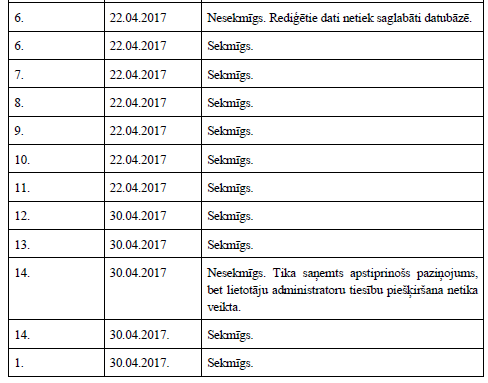 6. 22.04.2017 Nesekmīgs. Rediģētie dati netiek saglabāti datubāzē.
6. 22.04.2017 Sekmīgs.
7. 22.04.2017 Sekmīgs.
8. 22.04.2017 Sekmīgs.
9. 22.04.2017 Sekmīgs.
10. 22.04.2017 Sekmīgs.
11. 22.04.2017 Sekmīgs.
12. 30.04.2017 Sekmīgs.
13. 30.04.2017 Sekmīgs.
14. 30.04.2017 Nesekmīgs. Tika saņemts apstiprinošs paziņojums,
bet lietotāju administratoru tiesību piešķiršana netika
veikta.
14. 30.04.2017. Sekmīgs.
1. 30.04.2017. Sekmīgs.